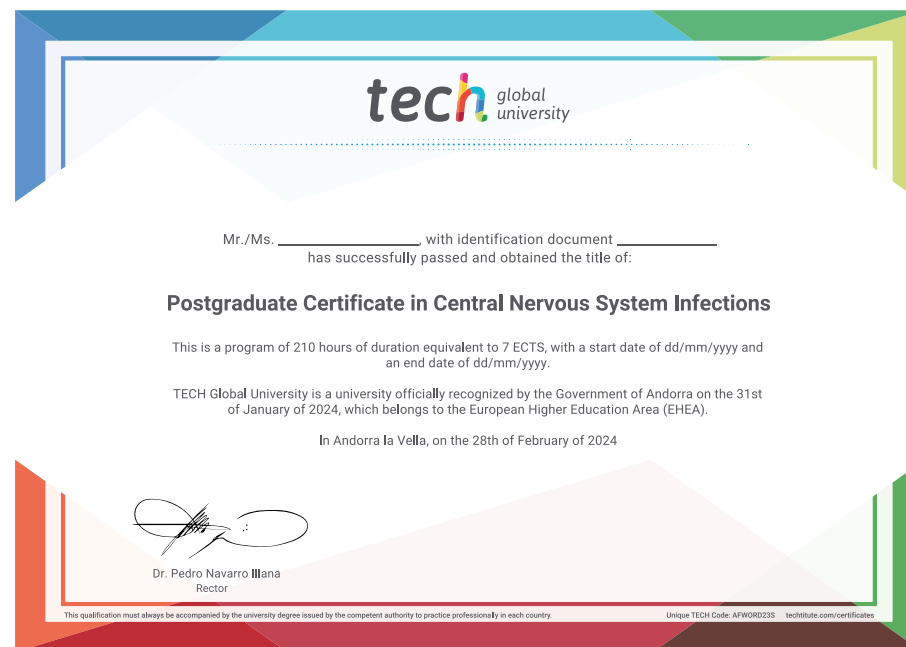 tech global
university
Mr./Ms. ____________, with identification document ____________
has successfully passed and obtained the title of:
Postgraduate Certificate in Central Nervous System Infections
This is a program of 210 hours of duration equivalent to 7 ECTS, with a start date of dd/mm/yyyy and
an end date of dd/mm/yyyy.
TECH Global University is a university officially recognized by the Government of Andorra on the 31st
of January of 2024, which belongs to the European Higher Education Area (EHEA).
In Andorra la Vella, on the 28th of February of 2024
Dr. Pedro Navarro Illana
Rector
This qualification must always be accompanied by the university degree issued by the competent authority to practice professionally in each country.
Unique TECH Code: AFWORD23S techtitute.com/certificates